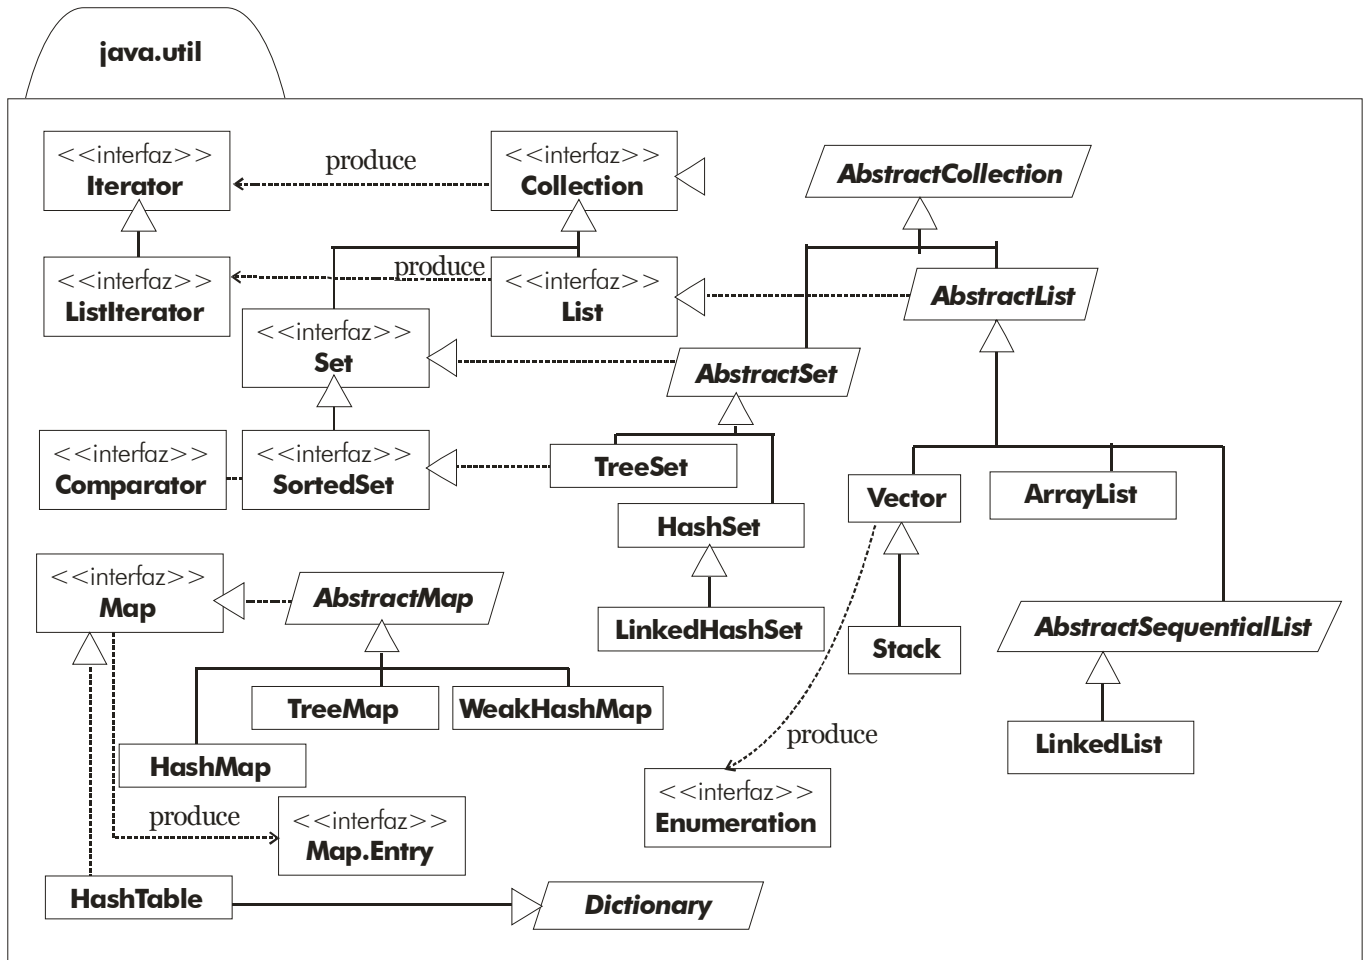 java.util
<<interfaz>>
Iterator
produce
<<interfaz>>
Collection
AbstractCollection
<<interfaz>>
ListIterator
produce
<<interfaz>>
List
AbstractList
<<interfaz>>
Set
AbstractSet
<<interfaz>>
Comparator
<<interfaz>>
SortedSet
TreeSet
HashSet
LinkedHashSet
Vector
ArrayList
Stack
AbstractSequentialList
LinkedList
<<interfaz>>
Map
AbstractMap
TreeMap
WeakHashMap
HashMap
produce
<<interfaz>>
Map.Entry
produce
<<interfaz>>
Enumeration
HashTable
Dictionary